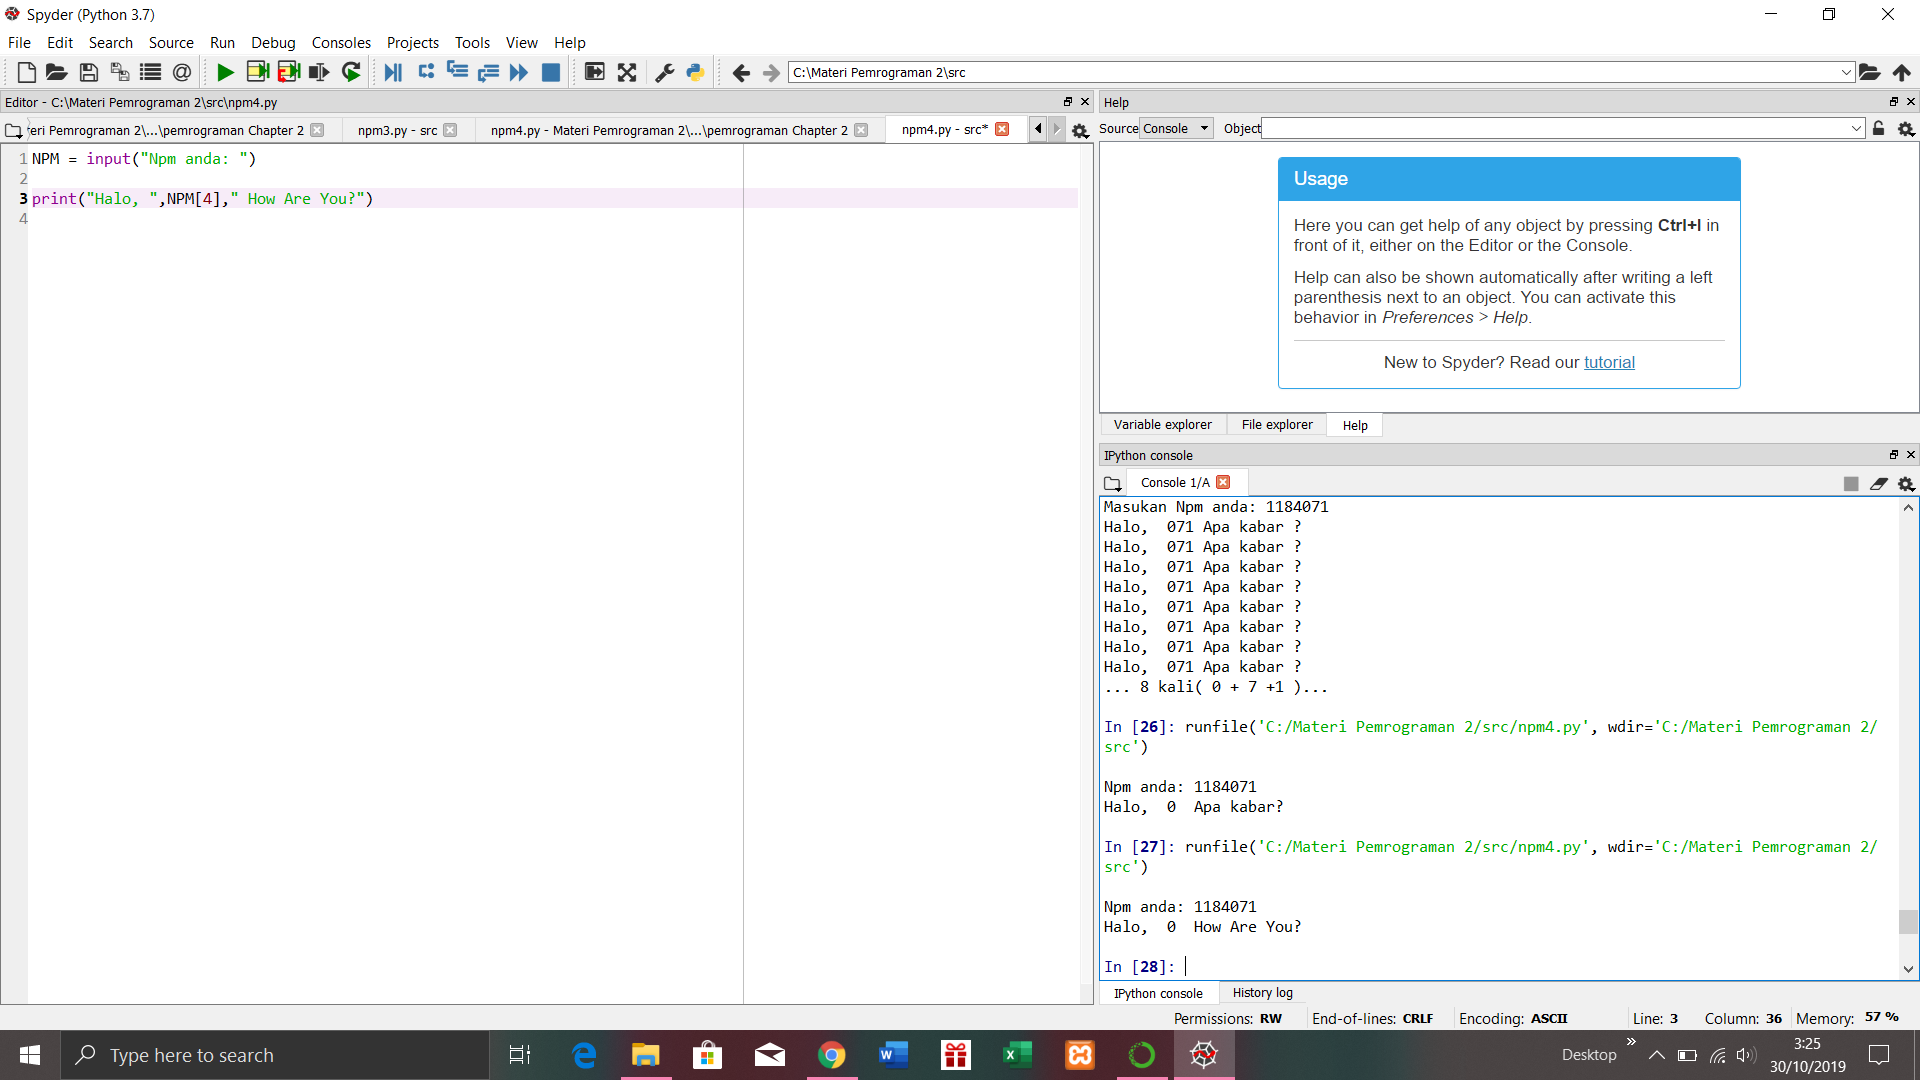 Spyder (Python 3.7)
File Edit Search Source Run Debug Consoles Projects Tools View Help
C:\Materi Pemrograman 2\src
Editor - C:\Materi Pemrograman 2\src\npm4.py
eri Pemrograman 2\...\pemrograman Chapter 2 npm3.py - src npm4.py - Materi Pemrograman 2\...\pemrograman Chapter 2 npm4.py - src*
1 NPM = input("Npm anda: ")
2
3 print("Halo, ",NPM[4]," How Are You?")
4
Help
Source Console Object
Usage
Here you can get help of any object by pressing Ctrl+I in
front of it, either on the Editor or the Console.
Help can also be shown automatically after writing a left
parenthesis next to an object. You can activate this
behavior in Preferences > Help.
New to Spyder? Read our tutorial
Variable explorer File explorer Help
IPython console
Console 1/A
Masukan Npm anda: 1184071
Halo,  071 Apa kabar ?
Halo,  071 Apa kabar ?
Halo,  071 Apa kabar ?
Halo,  071 Apa kabar ?
Halo,  071 Apa kabar ?
Halo,  071 Apa kabar ?
Halo,  071 Apa kabar ?
Halo,  071 Apa kabar ?
... 8 kali( 0 + 7 +1 )...
In [26]: runfile('C:/Materi Pemrograman 2/src/npm4.py', wdir='C:/Materi Pemrograman 2/
src')
Npm anda: 1184071
Halo,  0  Apa kabar?
In [27]: runfile('C:/Materi Pemrograman 2/src/npm4.py', wdir='C:/Materi Pemrograman 2/
src')
Npm anda: 1184071
Halo,  0  How Are You?
In [28]:
IPython console History log
Permissions: RW End-of-lines: CRLF Encoding: ASCII Line: 3 Column: 36 Memory: 57 %
Type here to search
Desktop
3:25
30/10/2019